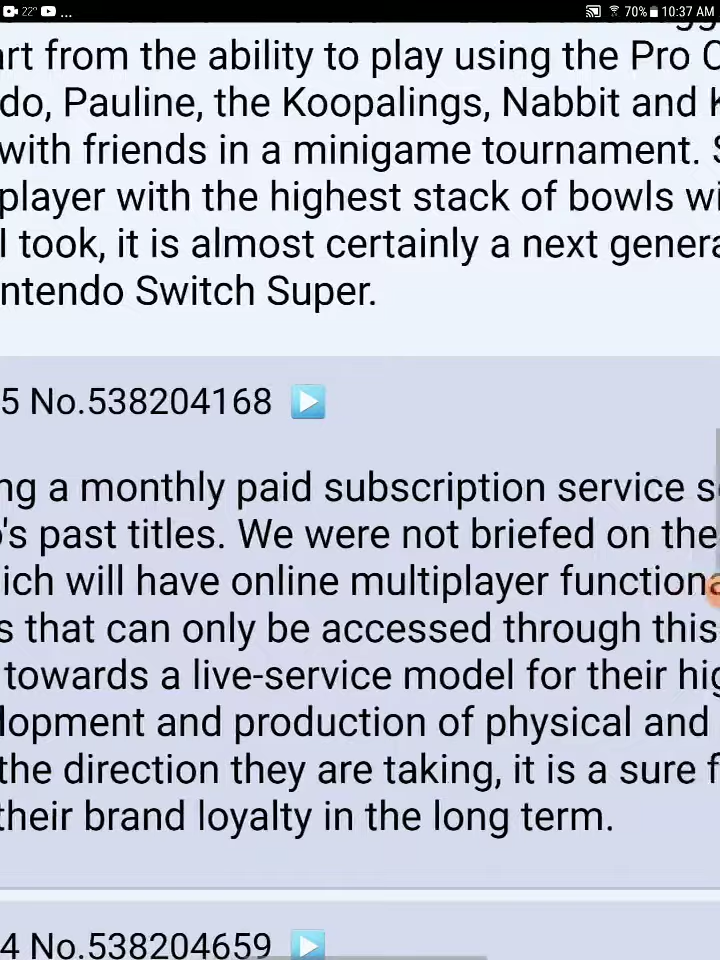 22° ...
70% 10:37 AM
rt from the ability to play using the Pro
do, Pauline, the Koopalings, Nabbit and
with friends in a minigame tournament.
player with the highest stack of bowls wi
I took, it is almost certainly a next genera
ntendo Switch Super.
5 No.538204168
ng a monthly paid subscription service s
's past titles. We were not briefed on the
ich will have online multiplayer functiona
s that can only be accessed through this
towards a live-service model for their hig
lopment and production of physical and
the direction they are taking, it is a sure f
their brand loyalty in the long term.
4 No.538204659